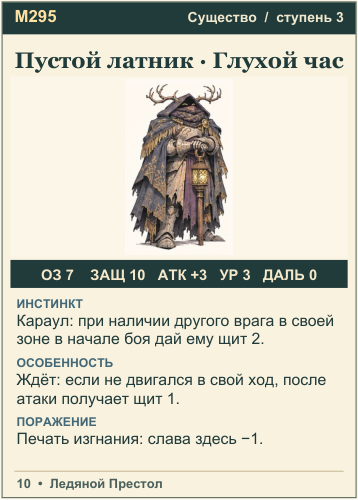 M295 Существо / ступень 3
Пустой латник · Глухой час
ОЗ 7 ЗАЩ 10 АТК +3 УР 3 ДАЛЬ 0
ИНСТИНКТ
Караул: при наличии другого врага в своей
зоне в начале боя дай ему щит 2.
ОСОБЕННОСТЬ
Ждёт: если не двигался в свой ход, после
атаки получает щит 1.
ПОРАЖЕНИЕ
Печать изгнания: слава здесь −1.
10 • Ледяной Престол